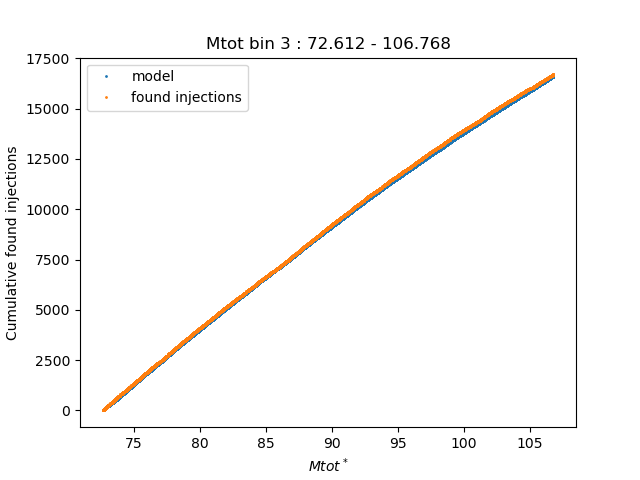 Mtot bin 3 : 72.612 - 106.768
17500
15000
12500
10000
7500
5000
2500
0
Cumulative found injections
model
found injections
75 80 85 90 95 100 105
Mtot*